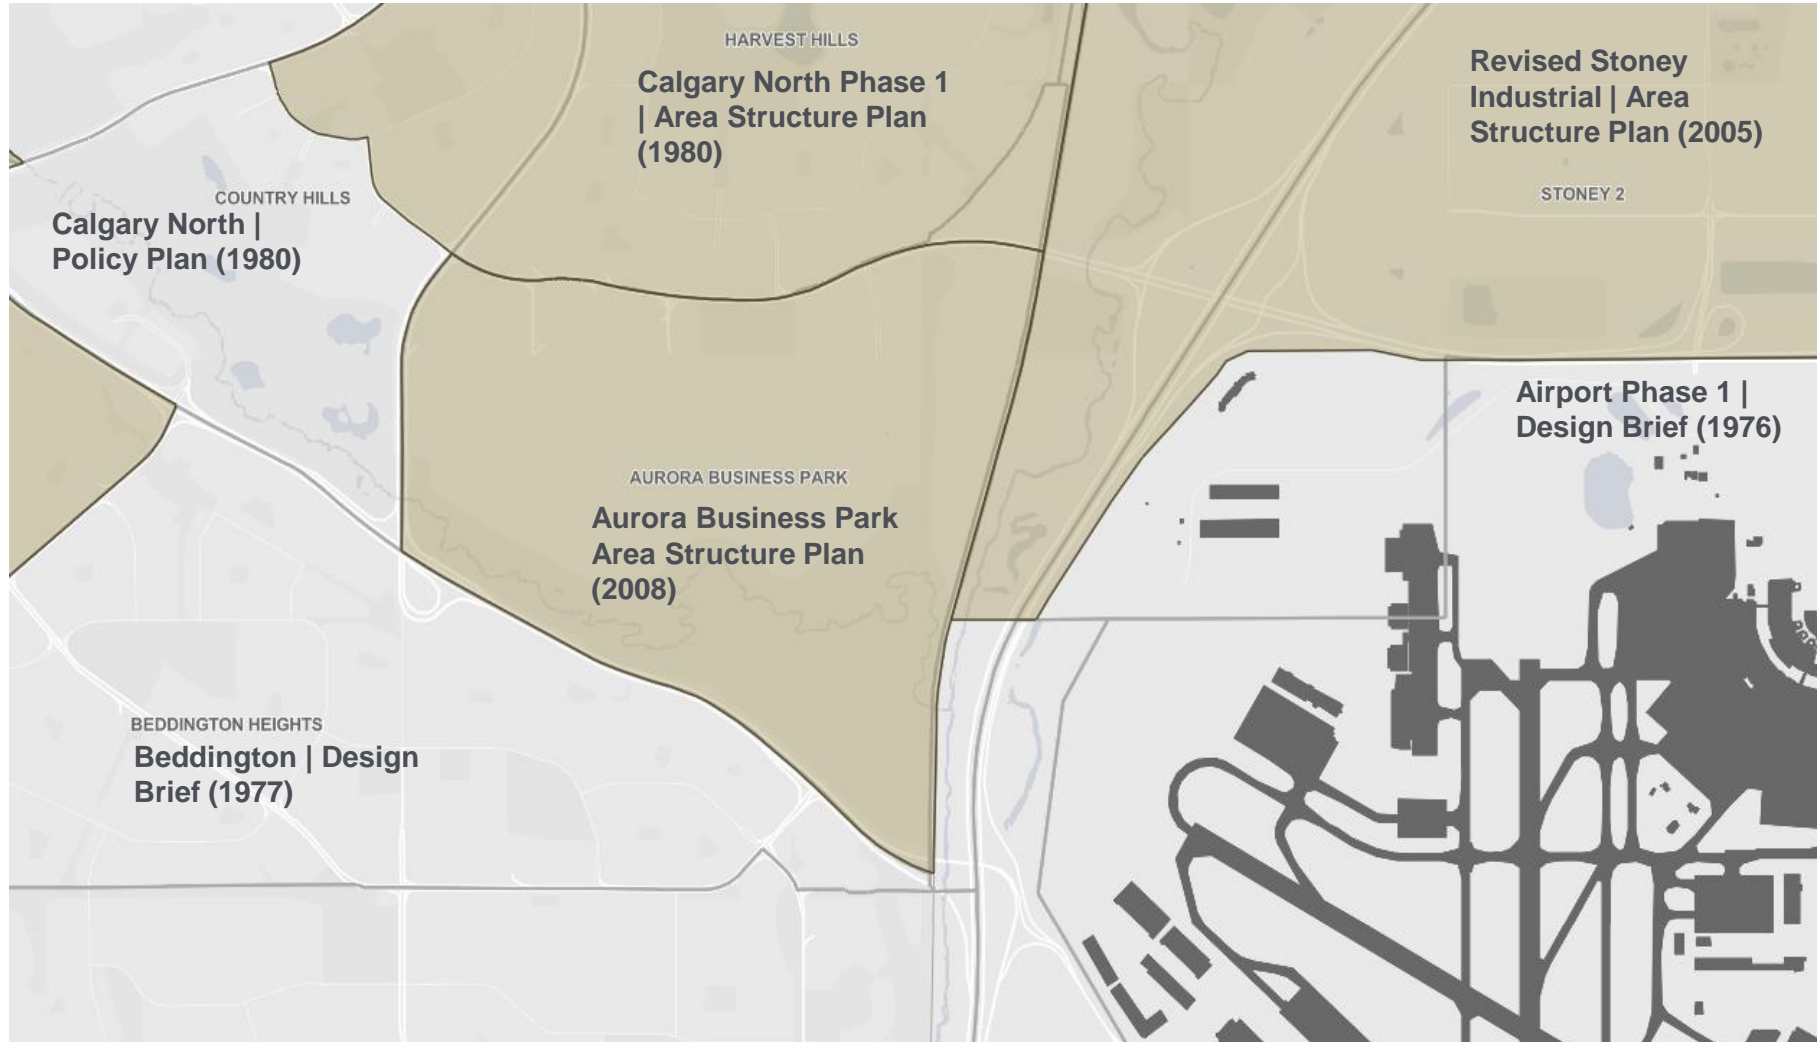 HARVEST HILLS
Calgary North Phase 1
| Area Structure Plan
(1980)
Revised Stoney
Industrial | Area
Structure Plan (2005)
STONEY 2
COUNTRY HILLS
Calgary North |
Policy Plan (1980)
Airport Phase 1 |
Design Brief (1976)
AURORA BUSINESS PARK
Aurora Business Park
Area Structure Plan
(2008)
BEDDINGTON HEIGHTS
Beddington | Design
Brief (1977)